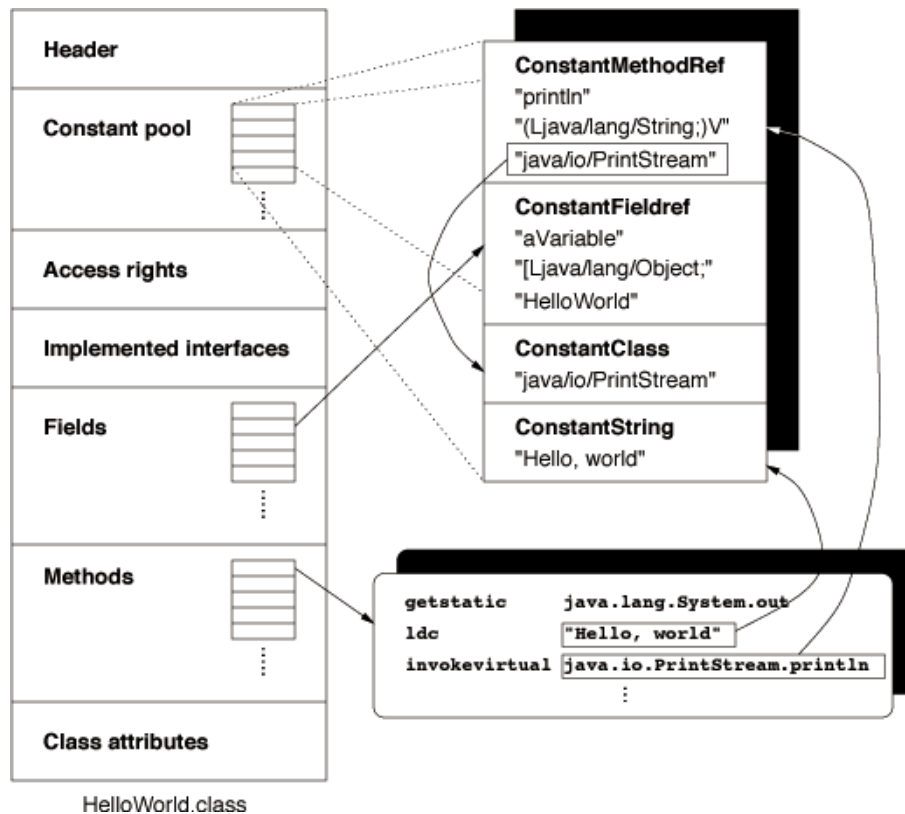 Header
Constant pool
Access rights
Implemented interfaces
Fields
Methods
Class attributes
HelloWorld.class
ConstantMethodRef
"println"
"(Ljava/lang/String;)V"
"java/io/PrintStream"
ConstantFieldref
"aVariable"
"[Ljava/lang/Object;"
"HelloWorld"
ConstantClass
"java/io/PrintStream"
ConstantString
"Hello, world"
getstatic java.lang.System.out
ldc "Hello, world"
invokevirtual java.io.PrintStream.println